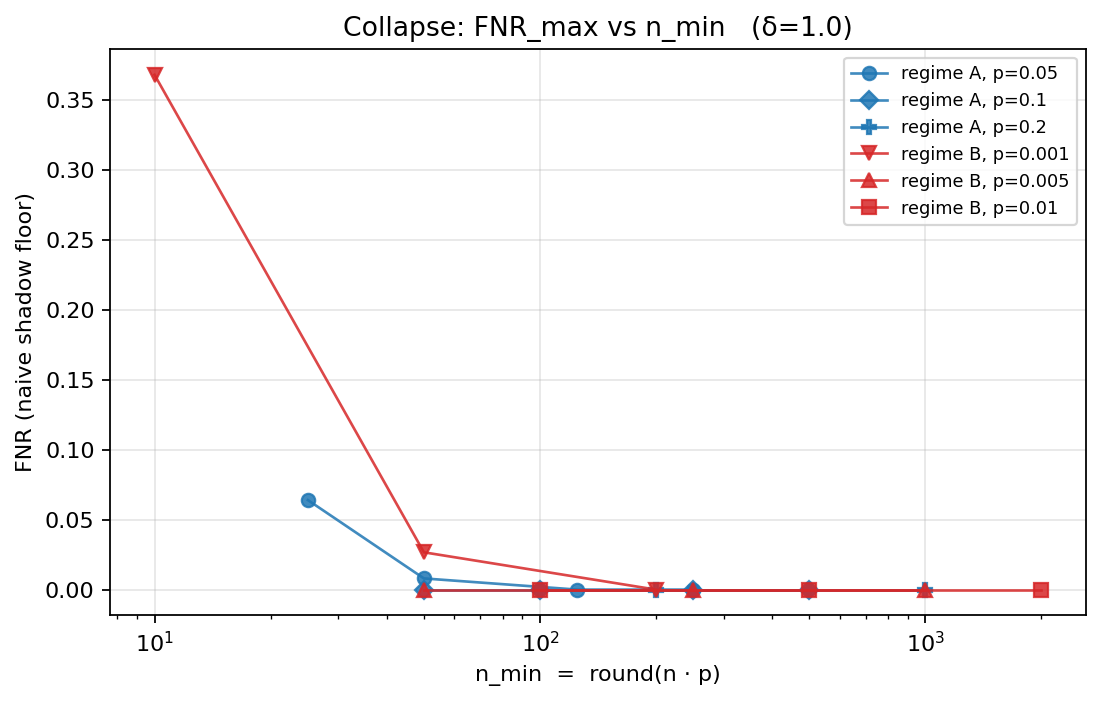 Collapse: FNR_max vs n_min   (δ=1.0)
regime A, p=0.05
regime A, p=0.1
regime A, p=0.2
regime B, p=0.001
regime B, p=0.005
regime B, p=0.01
FNR (naive shadow floor)
0.35
0.30
0.25
0.20
0.15
0.10
0.05
0.00
10¹ 10² 10³
n_min  =  round(n · p)